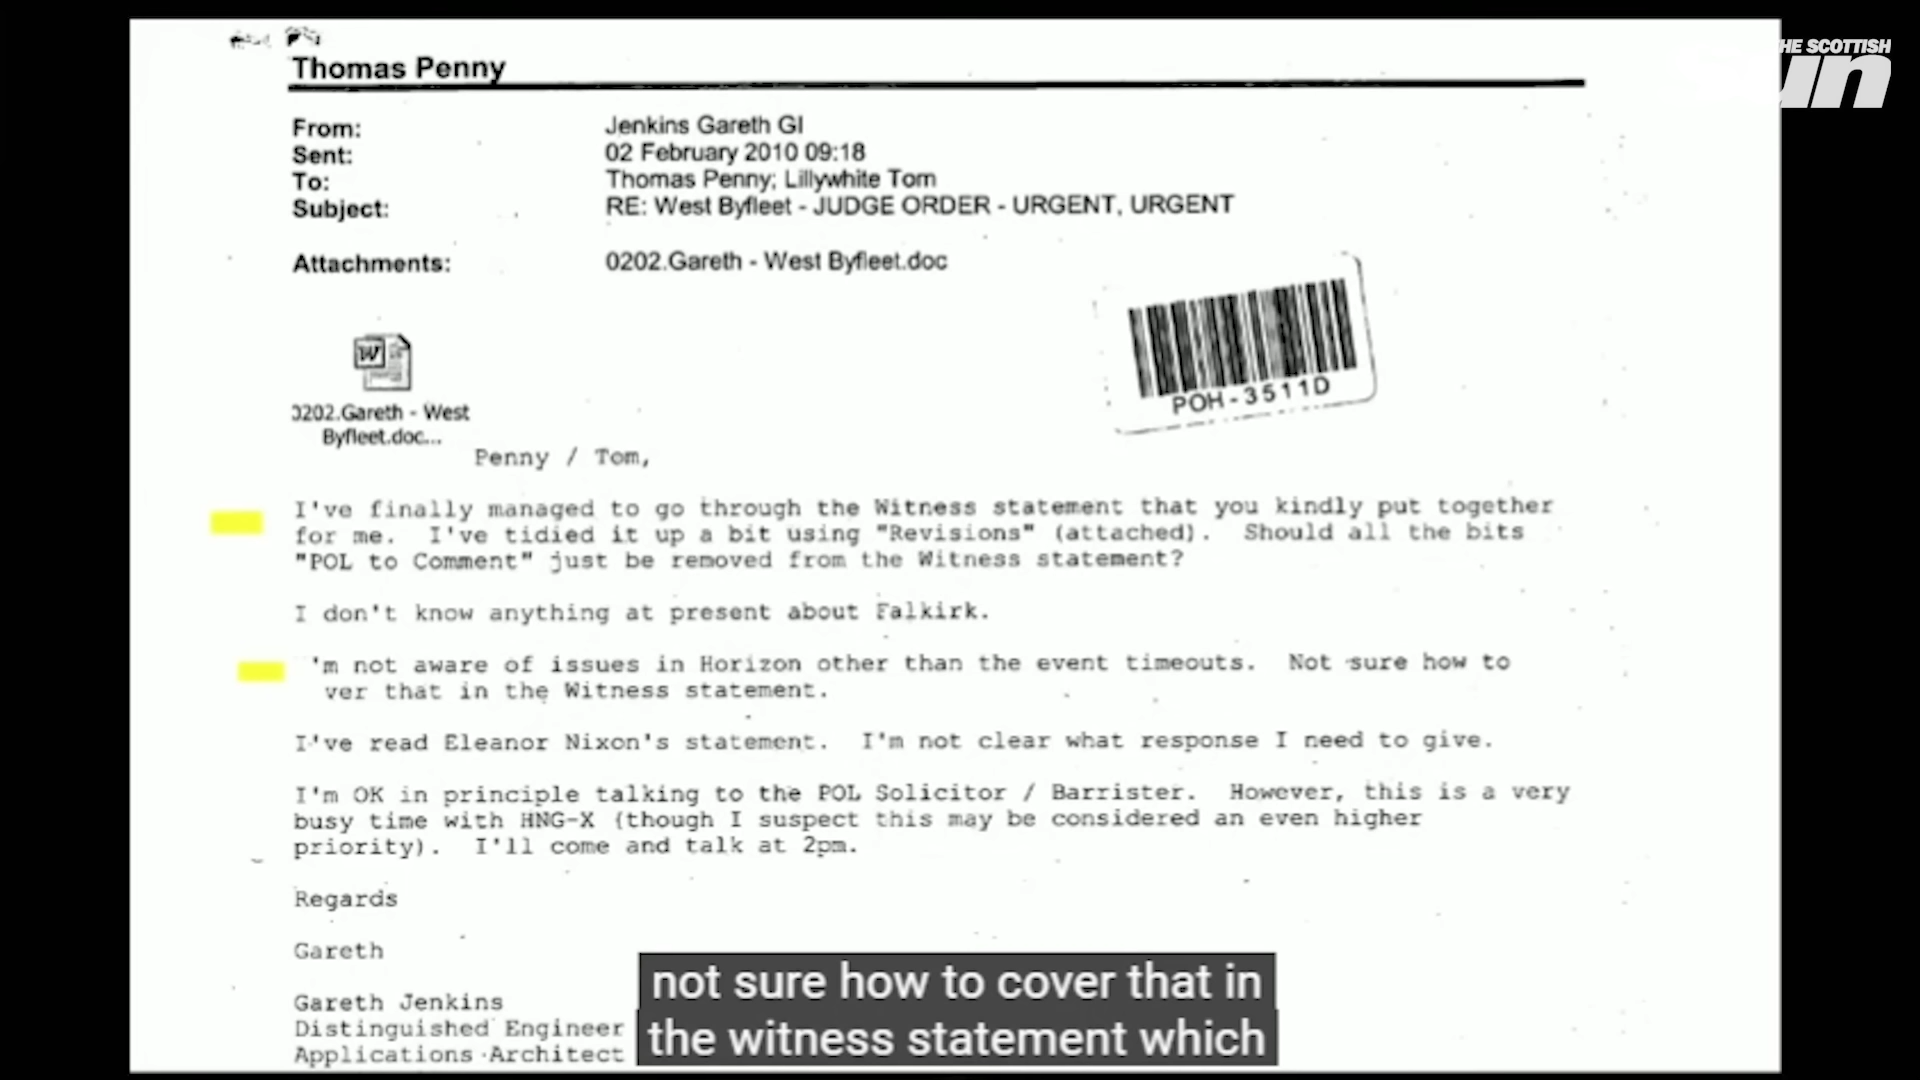 THE SCOTTISH
un
Thomas Penny
From: Jenkins Gareth GI
Sent: 02 February 2010 09:18
To: Thomas Penny; Lillywhite Tom
Subject: RE: West Byfleet - JUDGE ORDER - URGENT, URGENT
Attachments: 0202.Gareth - West Byfleet.doc
POH-3511D
0202.Gareth - West
Byfleet.doc...
Penny / Tom,
I've finally managed to go through the Witness statement that you kindly put together
for me. I've tidied it up a bit using "Revisions" (attached). Should all the bits
"POL to Comment" just be removed from the Witness statement?
I don't know anything at present about Falkirk.
'm not aware of issues in Horizon other than the event timeouts. Not sure how to
ver that in the Witness statement.
I've read Eleanor Nixon's statement. I'm not clear what response I need to give.
I'm OK in principle talking to the POL Solicitor / Barrister. However, this is a very
busy time with HNG-X (though I suspect this may be considered an even higher
priority). I'll come and talk at 2pm.
Regards
Gareth
Gareth Jenkins
Distinguished Engineer
Applications Architect
not sure how to cover that in
the witness statement which